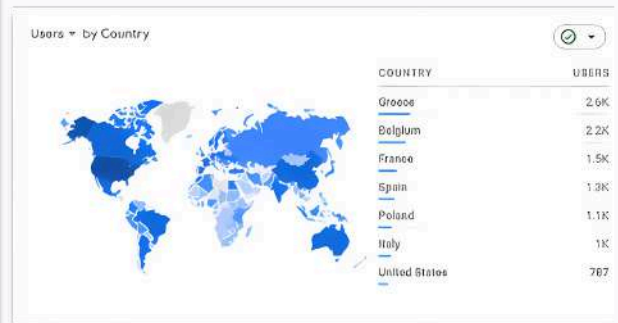 Users by Country
COUNTRY USERS
Greece 2.6K
Belgium 2.2K
France 1.5K
Spain 1.3K
Poland 1.1K
Italy 1K
United States 787